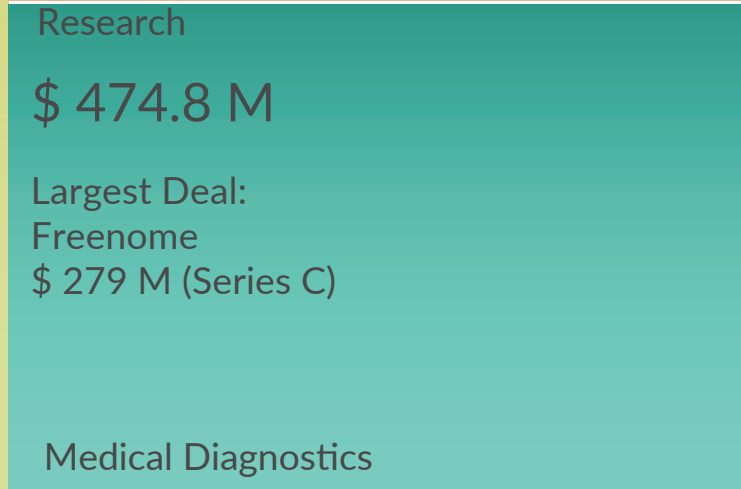 Research
$ 474.8 M
Largest Deal:
Freenome
$ 279 M (Series C)
Medical Diagnostics